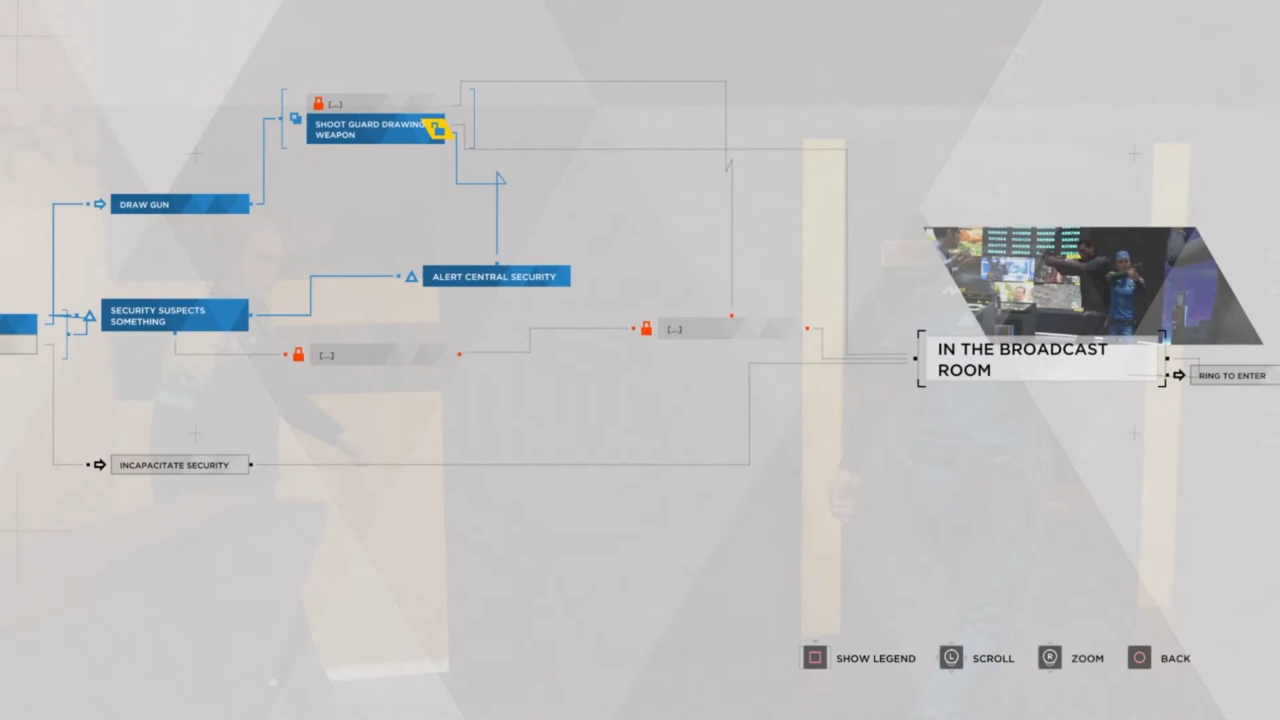 [...]
SHOOT GUARD DRAWING
WEAPON
DRAW GUN
ALERT CENTRAL SECURITY
SECURITY SUSPECTS
SOMETHING
[...]
[...]
IN THE BROADCAST
ROOM
RING TO ENTER
INCAPACITATE SECURITY
SHOW LEGEND
L
SCROLL
R
ZOOM
BACK